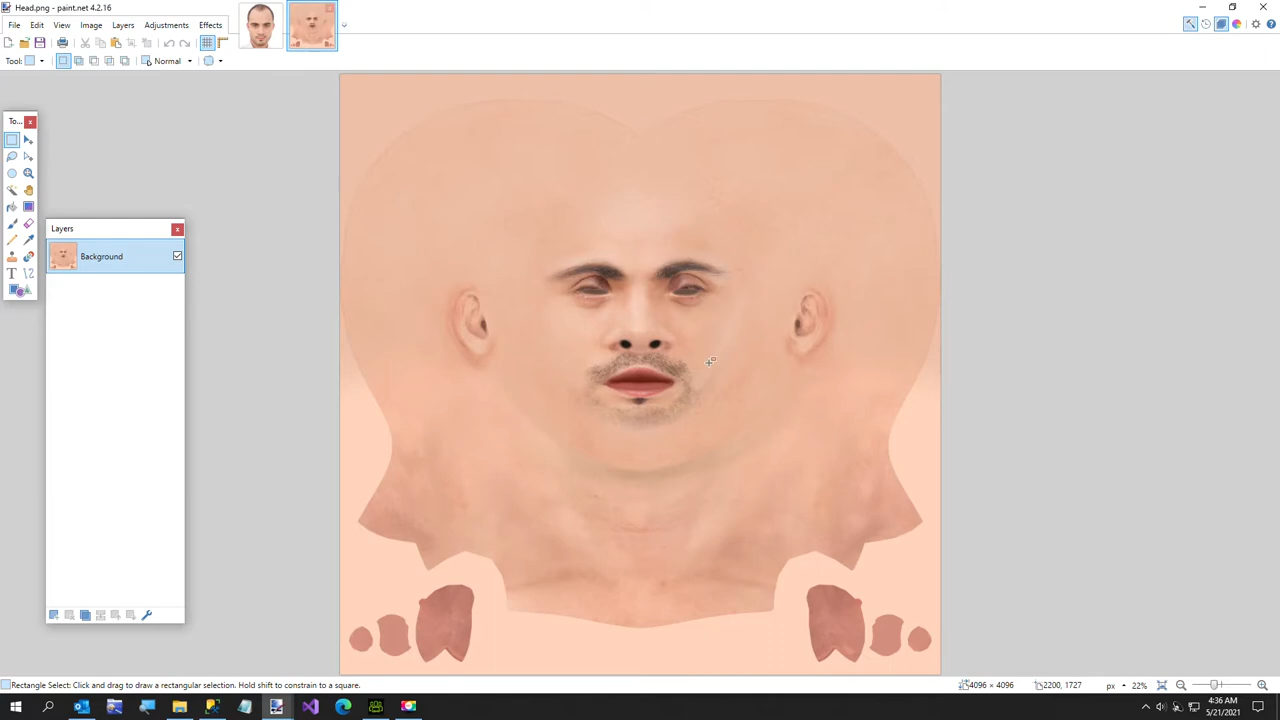 Head.png - paint.net 4.2.16
File Edit View Image Layers Adjustments Effects
Tool: Normal
To...
Layers
Background
Rectangle Select: Click and drag to draw a rectangular selection. Hold shift to constrain to a square.
4096 × 4096
2200, 1727
px
22%
4:36 AM
5/21/2021